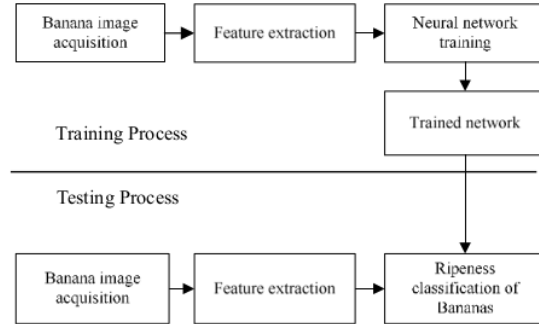 Banana image
acquisition
Feature extraction
Neural network
training
Trained network
Training Process
Testing Process
Banana image
acquisition
Feature extraction
Ripeness
classification of
Bananas